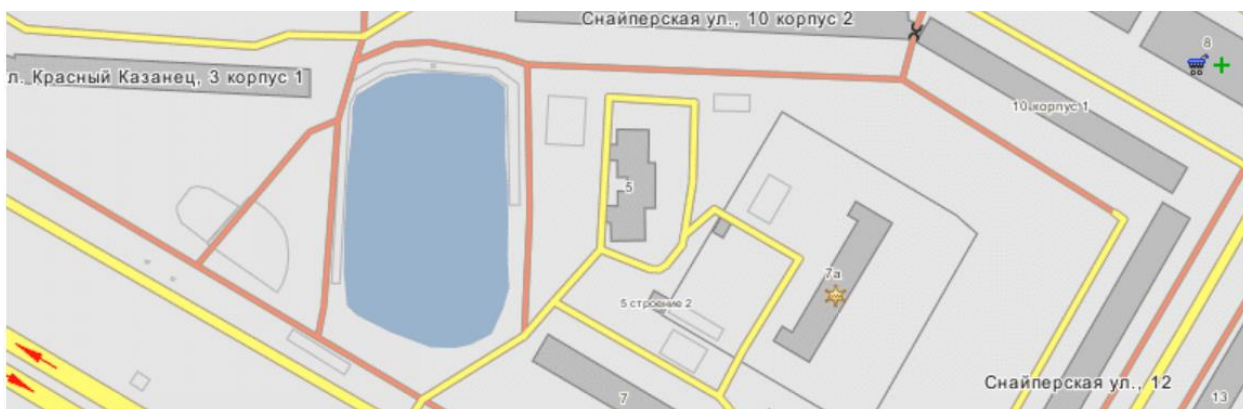 Снайперская ул., 10 корпус 2
8
л. Красный Казанец, 3 корпус 1
10 корпус 1
5
7а
5 строение 2
Снайперская ул., 12
7
13